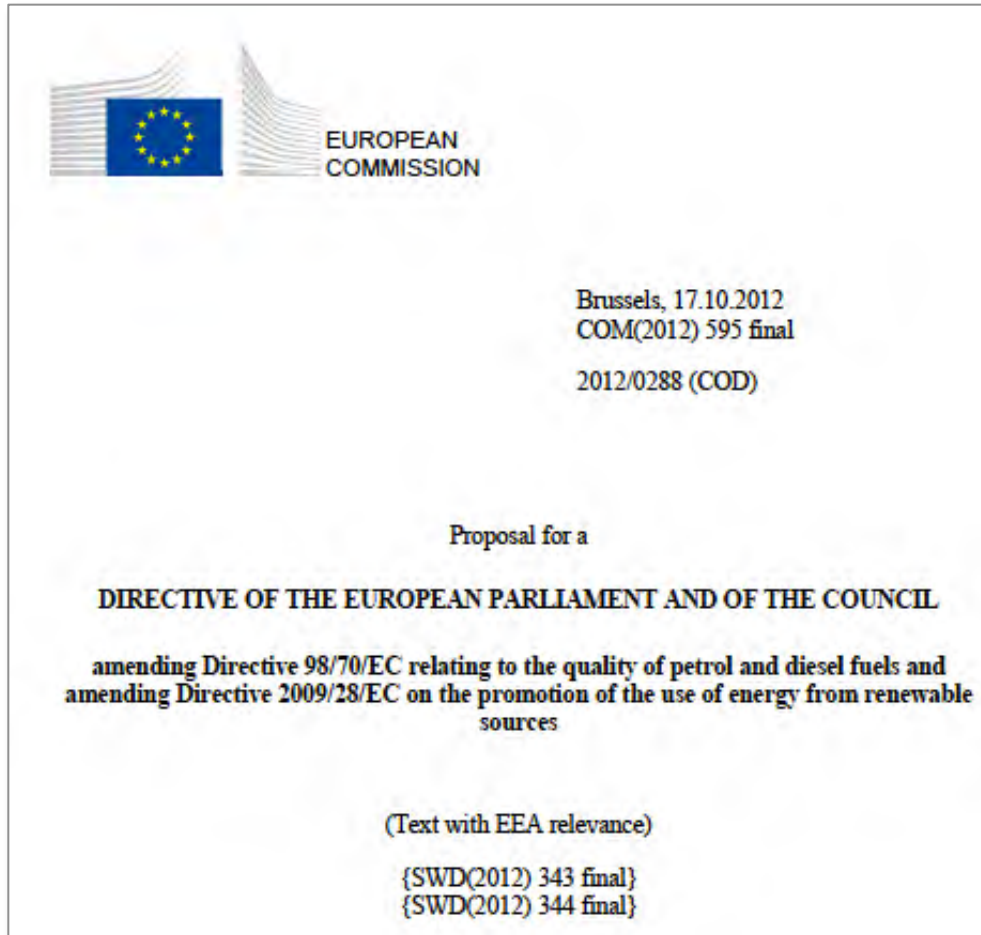 EUROPEAN
COMMISSION
Brussels, 17.10.2012
COM(2012) 595 final
2012/0288 (COD)
Proposal for a
DIRECTIVE OF THE EUROPEAN PARLIAMENT AND OF THE COUNCIL
amending Directive 98/70/EC relating to the quality of petrol and diesel fuels and
amending Directive 2009/28/EC on the promotion of the use of energy from renewable
sources
(Text with EEA relevance)
{SWD(2012) 343 final}
{SWD(2012) 344 final}